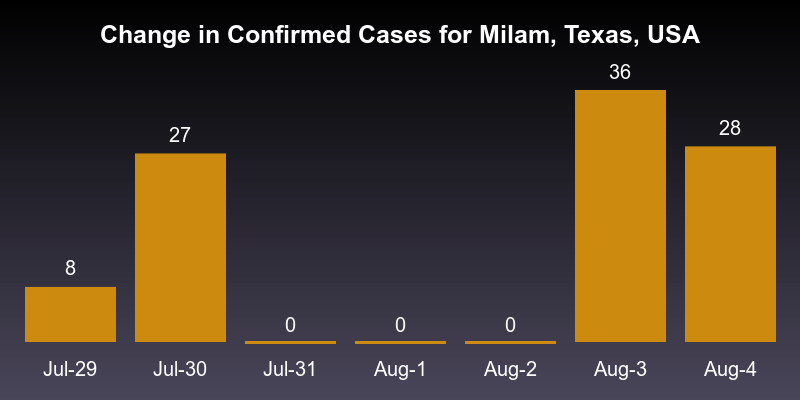 Change in Confirmed Cases for Milam, Texas, USA
8
27
0
0
0
36
28
Jul-29
Jul-30
Jul-31
Aug-1
Aug-2
Aug-3
Aug-4